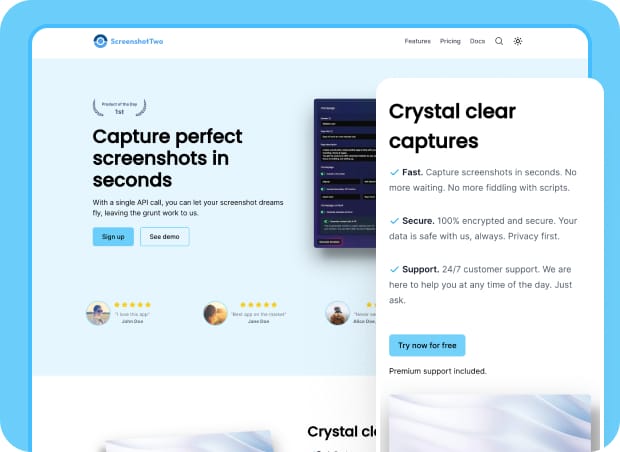 ScreenshotTwo
Features
Pricing
Docs
Product of the Day
1st
Capture perfect
screenshots in
seconds
With a single API call, you can let your screenshot dreams
fly, leaving the grunt work to us.
Sign up
See demo
"I love this app"
John Doe
"Best app on the market"
Jane Doe
"Never se
Alice Doe,
Crystal cle
Crystal clear
captures
Fast. Capture screenshots in seconds. No
more waiting. No more fiddling with scripts.
Secure. 100% encrypted and secure. Your
data is safe with us, always. Privacy first.
Support. 24/7 customer support. We are
here to help you at any time of the day. Just
ask.
Try now for free
Premium support included.